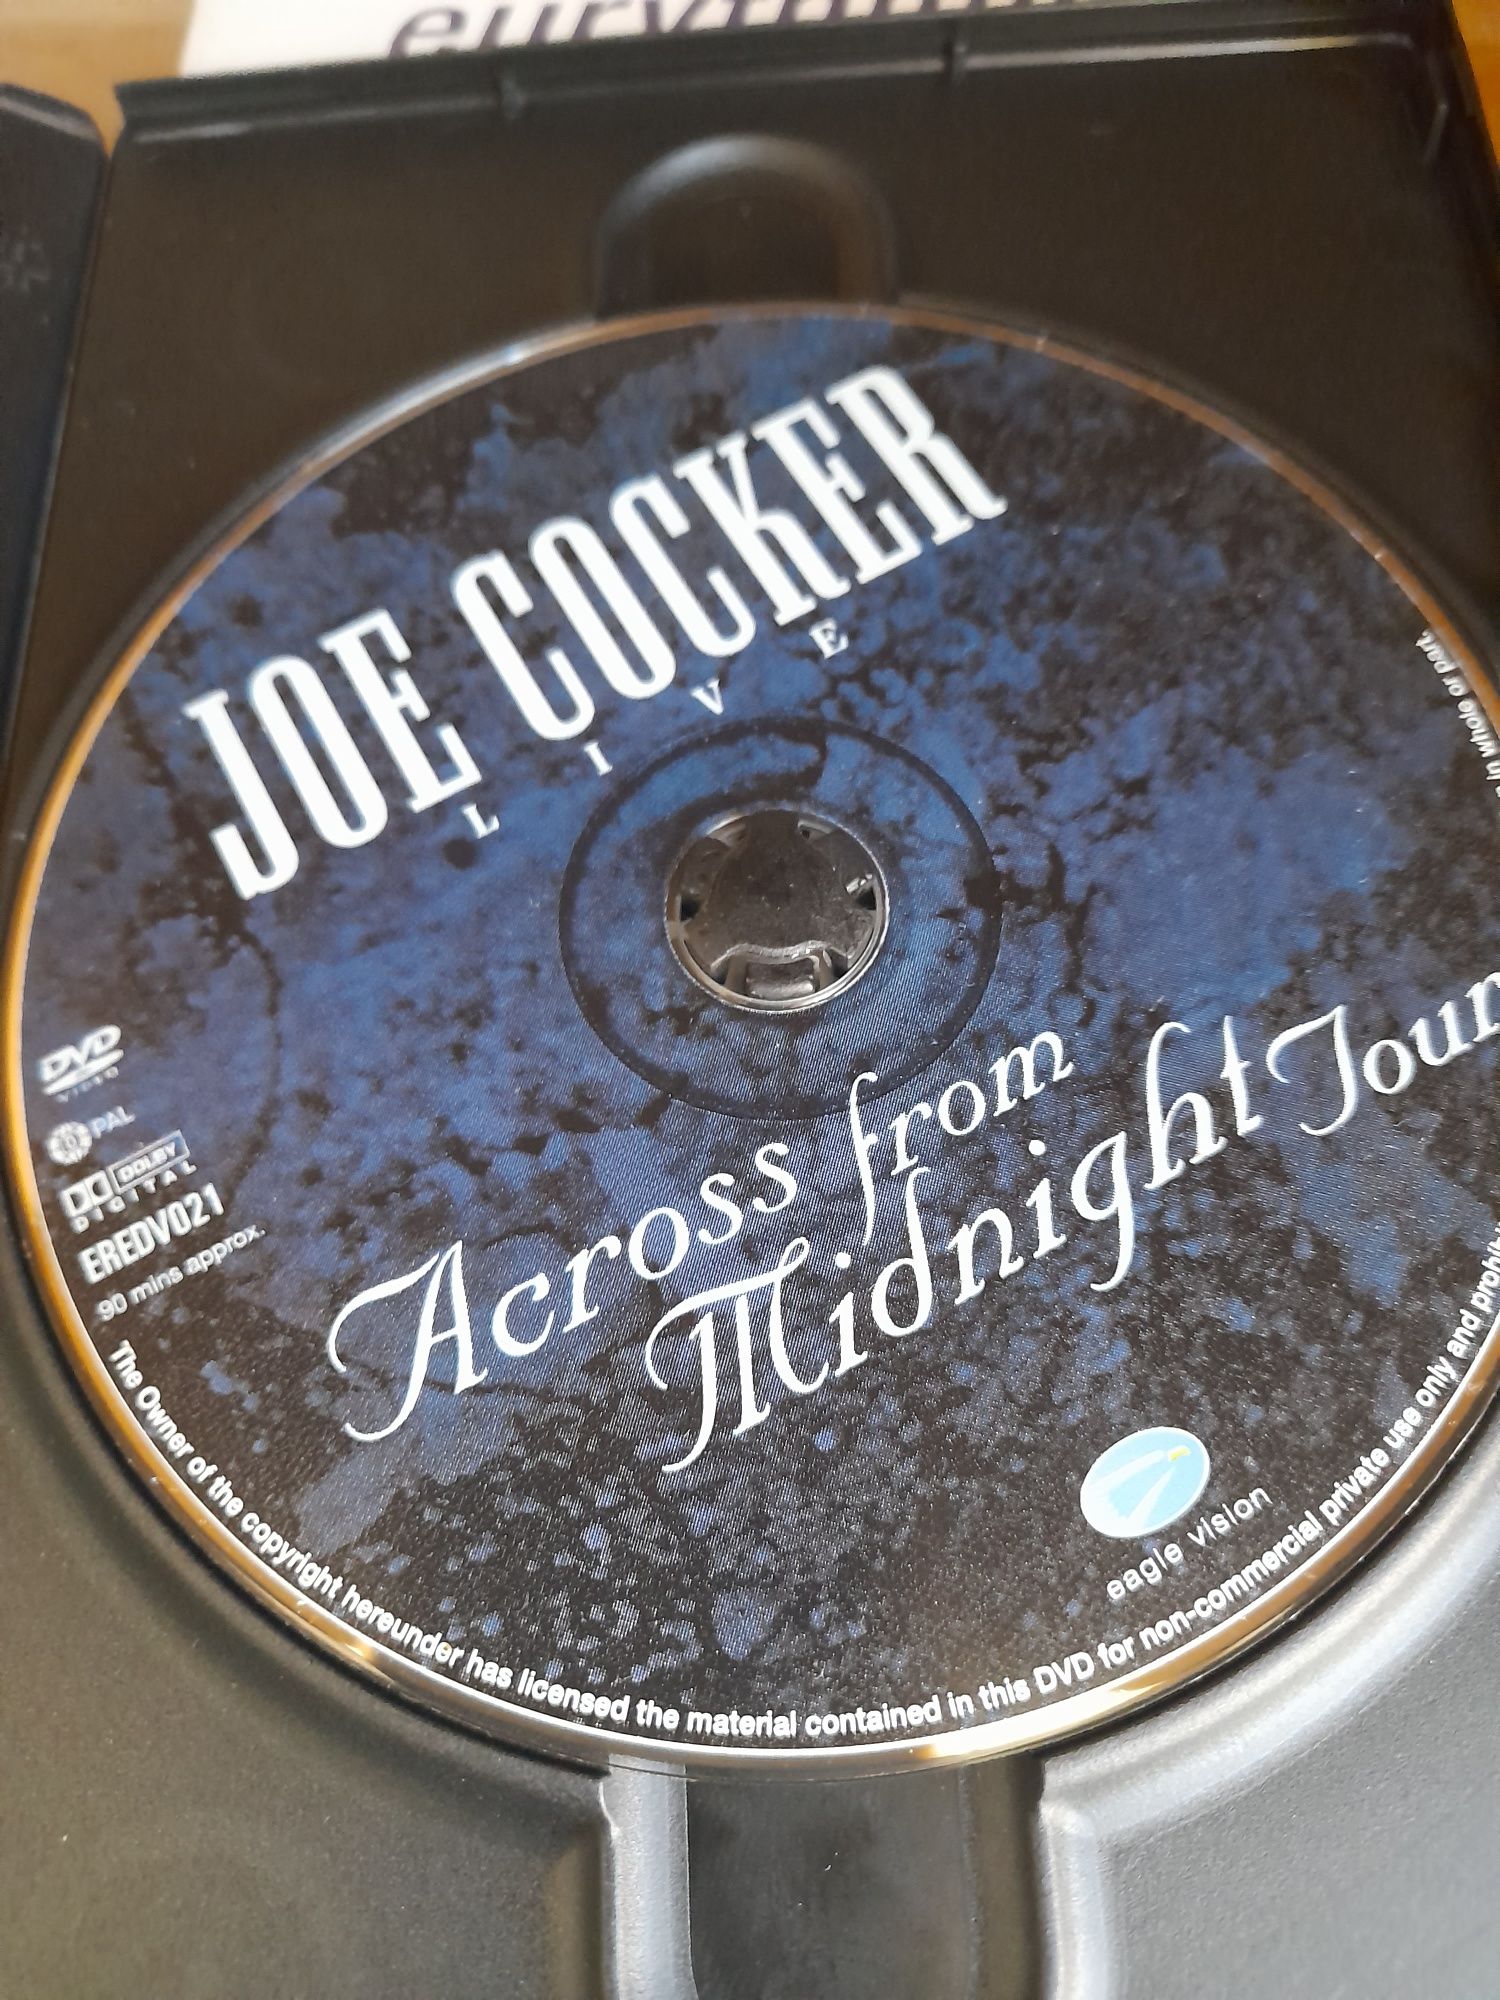 JOE COCKER
LIVE
in whole or part.
DVD
VIDEO
PAL
DOLBY
DIGITAL
EREDV021
90 mins approx.
Across from
Midnight Tour
eagle vision
The Owner of the copyright hereunder has licensed the material contained in this DVD for non-commercial private use only and